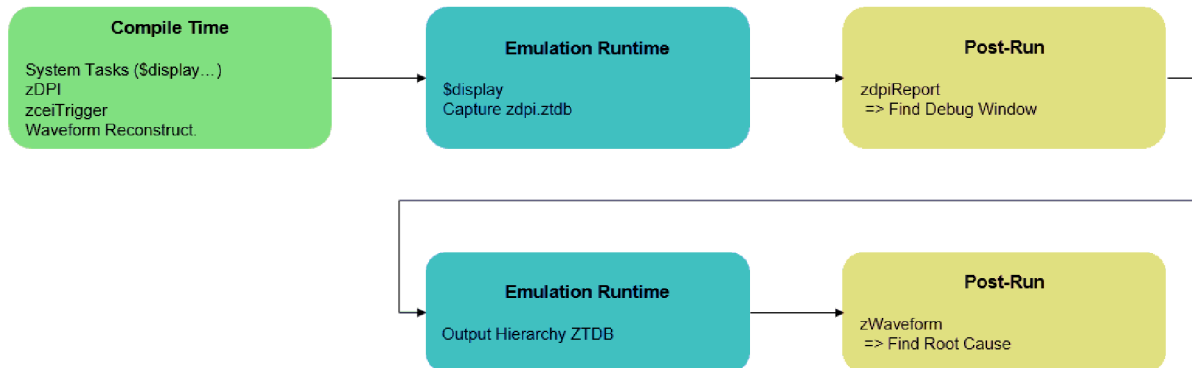 Compile Time
System Tasks ($display…)
zDPI
zceiTrigger
Waveform Reconstruct.
Emulation Runtime
$display
Capture zdpi.ztdb
Post-Run
zdpiReport
=> Find Debug Window
Emulation Runtime
Output Hierarchy ZTDB
Post-Run
zWaveform
=> Find Root Cause